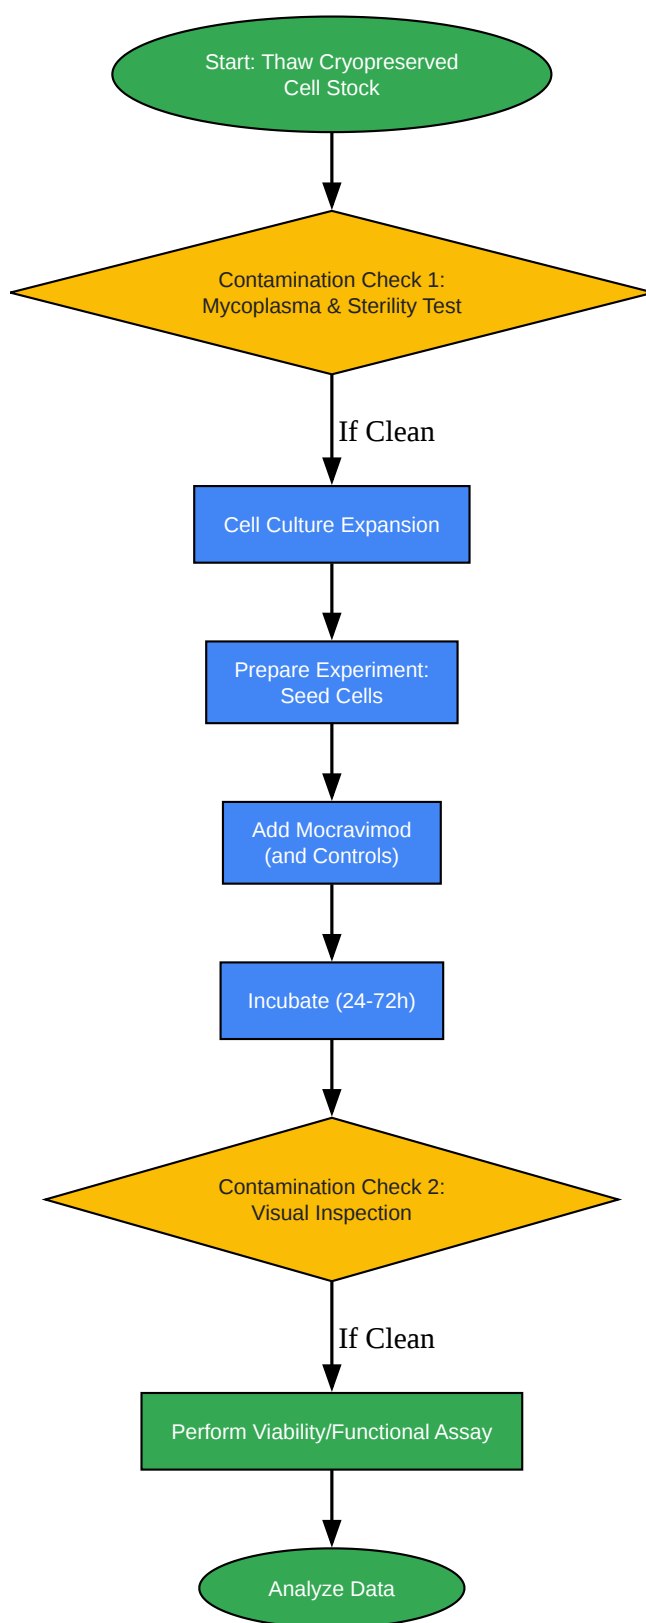 Start: Thaw Cryopreserved
Cell Stock
Contamination Check 1:
Mycoplasma & Sterility Test
If Clean
Cell Culture Expansion
Prepare Experiment:
Seed Cells
Add Mocravimod
(and Controls)
Incubate (24-72h)
Contamination Check 2:
Visual Inspection
If Clean
Perform Viability/Functional Assay
Analyze Data